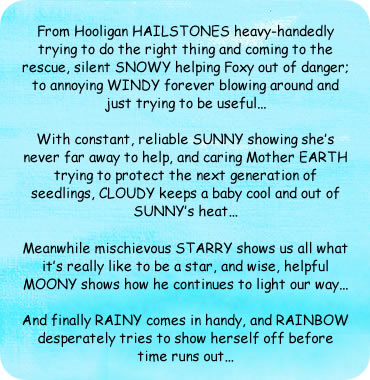 From Hooligan HAILSTONES heavy-handedly
trying to do the right thing and coming to the
rescue, silent SNOWY helping Foxy out of danger;
to annoying WINDY forever blowing around and
just trying to be useful...
With constant, reliable SUNNY showing she's
never far away to help, and caring Mother EARTH
trying to protect the next generation of
seedlings, CLOUDY keeps a baby cool and out of
SUNNY's heat...
Meanwhile mischievous STARRY shows us all what
it's really like to be a star, and wise, helpful
MOONY shows how he continues to light our way...
And finally RAINY comes in handy, and RAINBOW
desperately tries to show herself off before
time runs out...